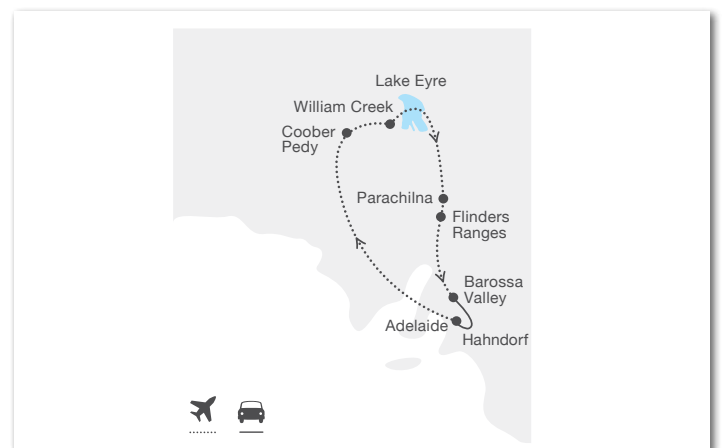 Lake Eyre
William Creek
Coober
Pedy
Parachilna
Flinders
Ranges
Barossa
Valley
Adelaide
Hahndorf